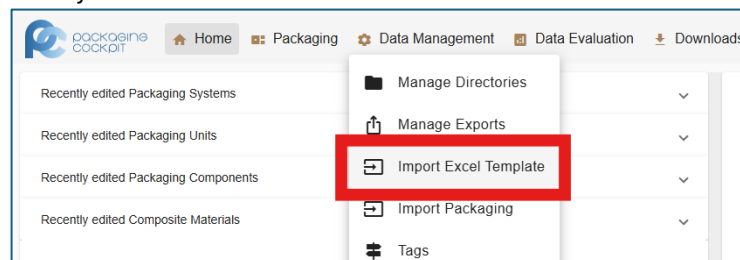 packaging
cockpit
Home
Packaging
Data Management
Data Evaluation
Downloads
Recently edited Packaging Systems
Recently edited Packaging Units
Recently edited Packaging Components
Recently edited Composite Materials
Manage Directories
Manage Exports
Import Excel Template
Import Packaging
Tags